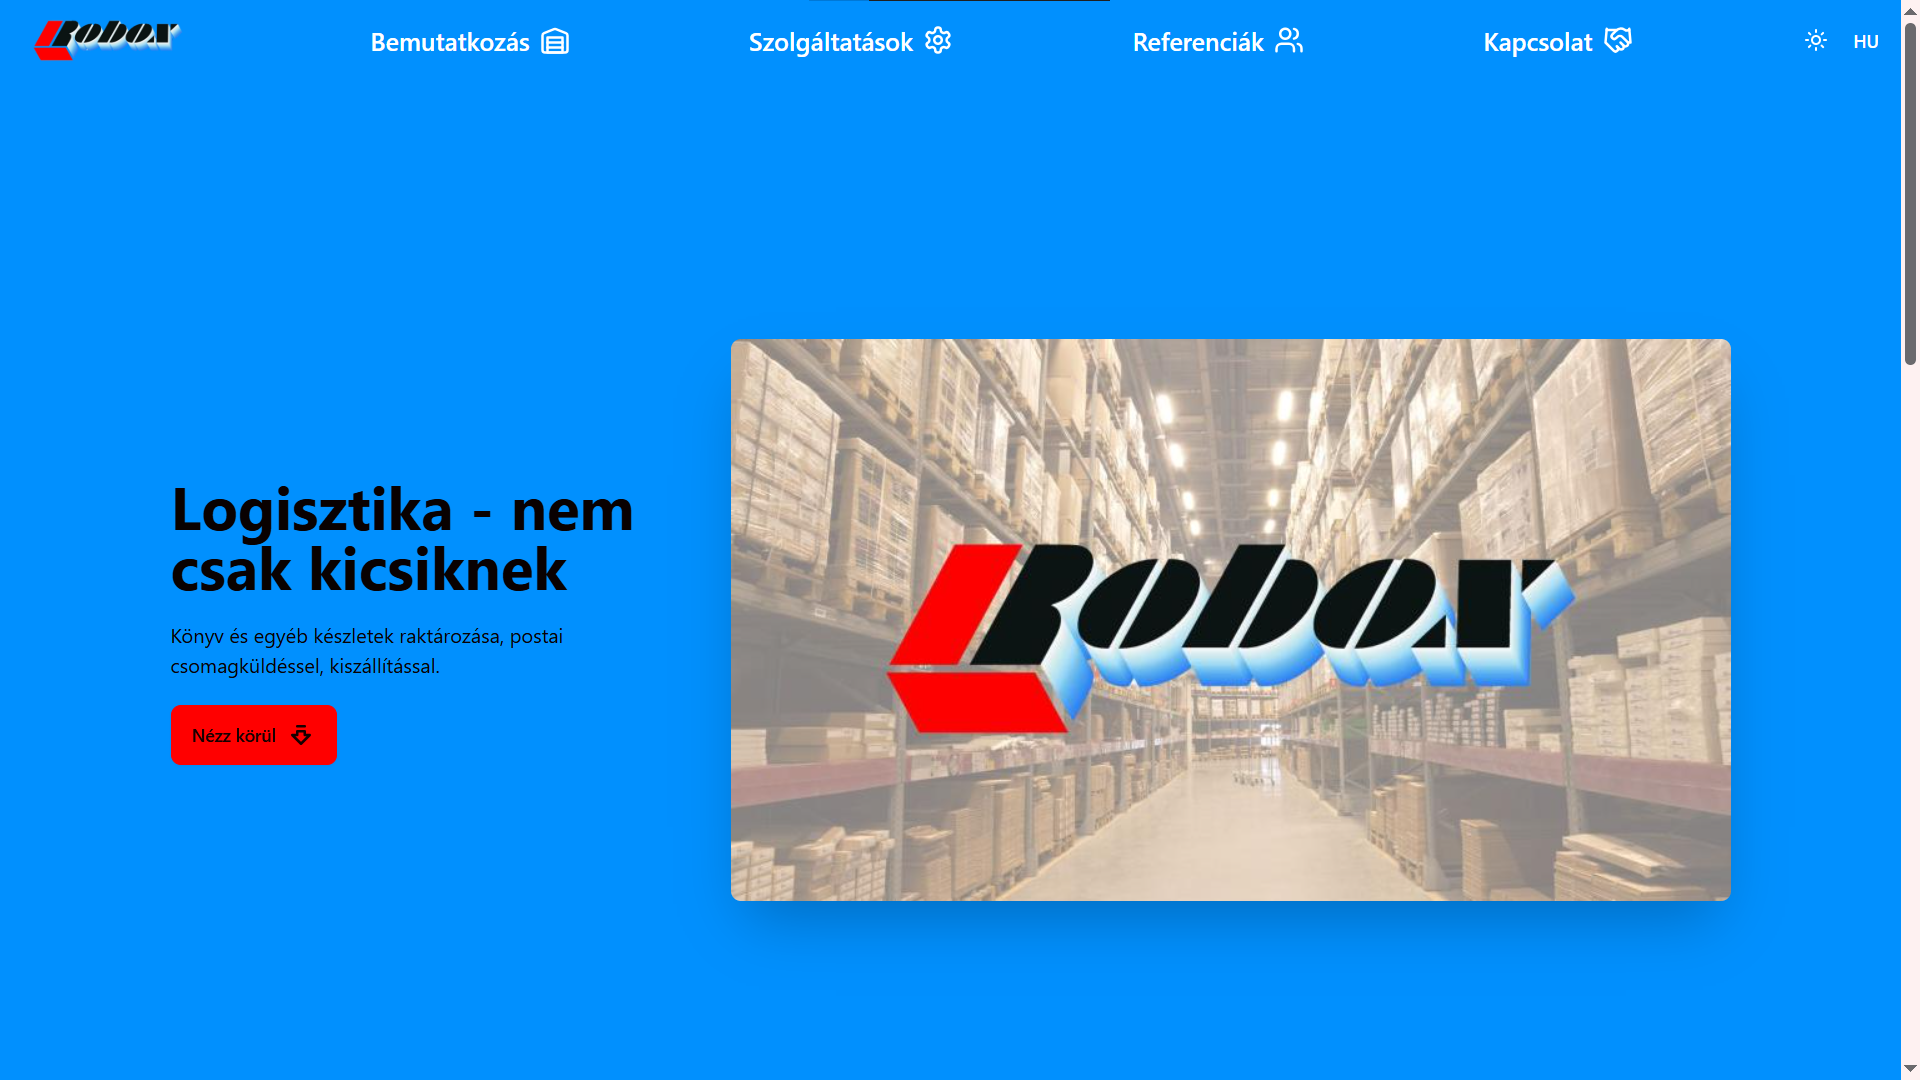 Robox
Bemutatkozás
Szolgáltatások
Referenciák
Kapcsolat
HU
Logisztika - nem
csak kicsiknek
Könyv és egyéb készletek raktározása, postai
csomagküldéssel, kiszállítással.
Nézz körül
Robox